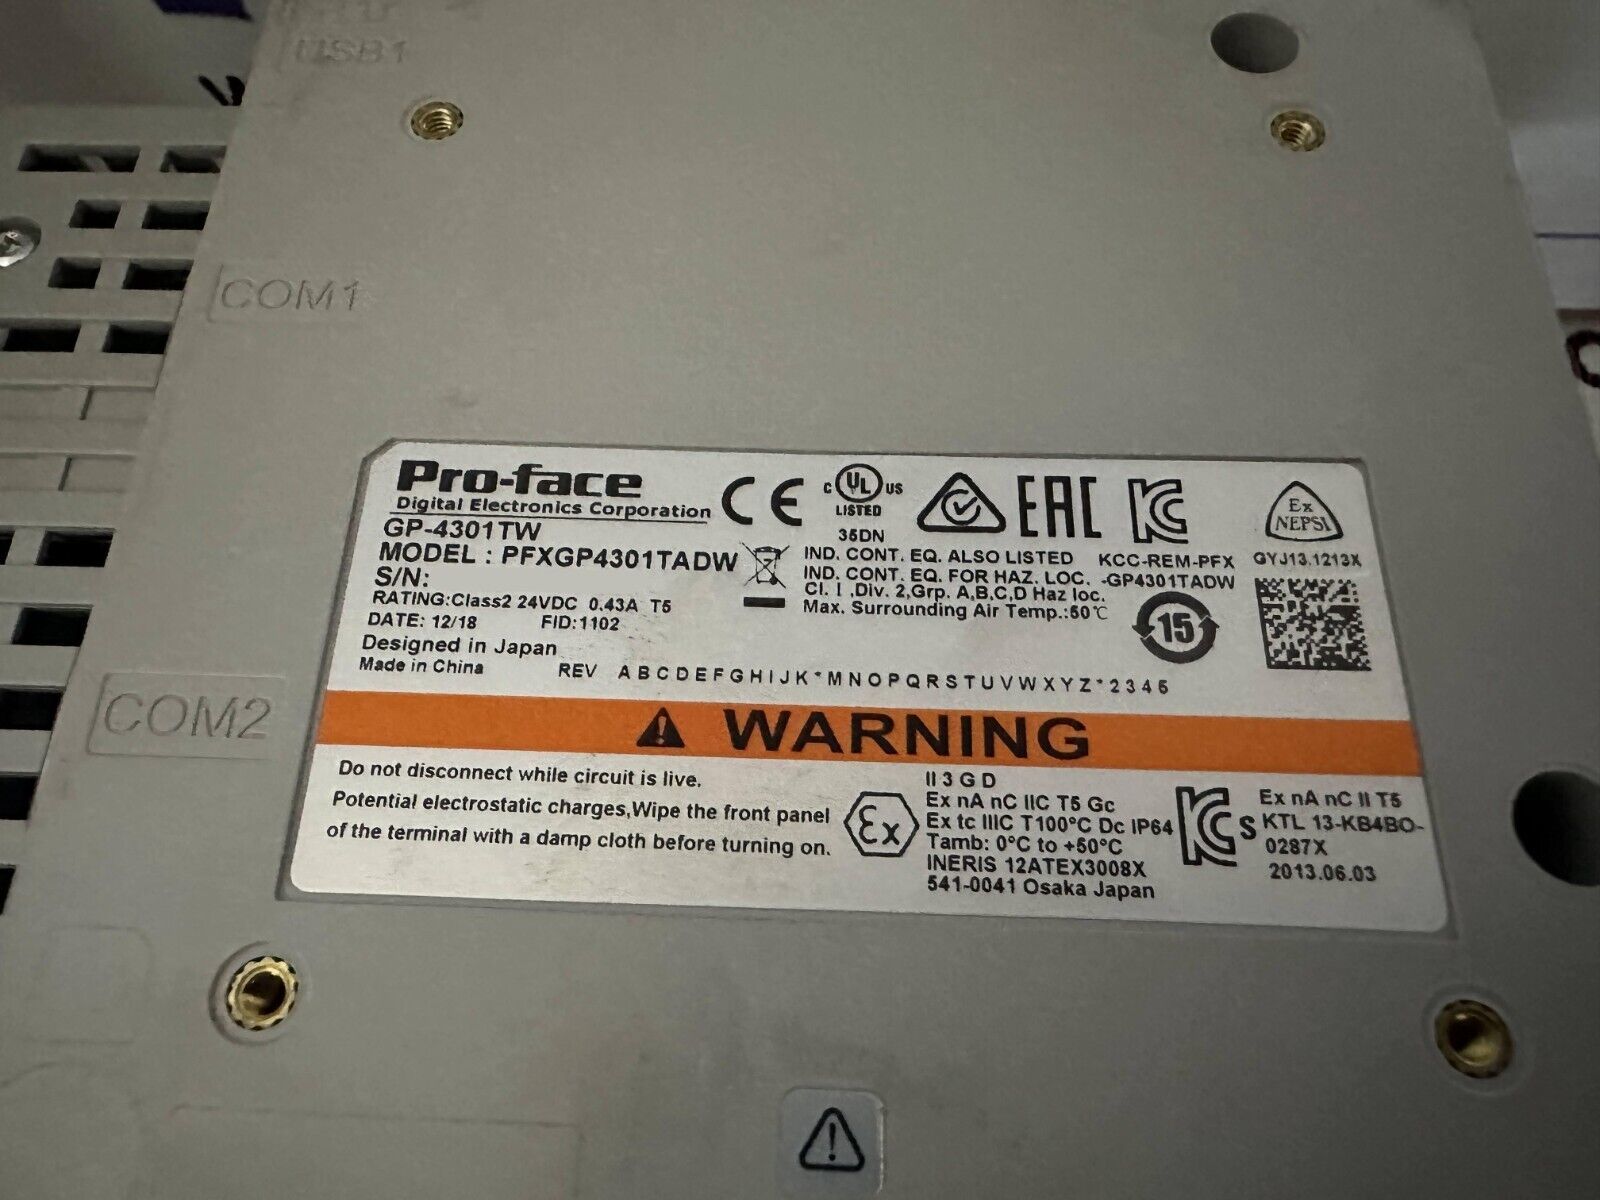 USB1
COM1
COM2
Pro-face
Digital Electronics Corporation
GP-4301TW
MODEL : PFXGP4301TADW
S/N:
RATING:Class2 24VDC 0.43A T5
DATE: 12/18 FID:1102
Designed in Japan
Made in China
REV A B C D E F G H I J K * M N O P Q R S T U V W X Y Z * 2 3 4 5
CE
C UL US
LISTED
35DN
IND. CONT. EQ. ALSO LISTED
IND. CONT. EQ. FOR HAZ. LOC.
Cl. I ,Div. 2,Grp. A,B,C,D Haz loc.
Max. Surrounding Air Temp.:50℃
EAC
KC
KCC-REM-PFX
-GP4301TADW
15
Ex
NEPSI
GYJ13.1213X
WARNING
Do not disconnect while circuit is live.
Potential electrostatic charges,Wipe the front panel
of the terminal with a damp cloth before turning on.
Ex
II 3 G D
Ex nA nC IIC T5 Gc
Ex tc IIIC T100°C Dc IP64
Tamb: 0°C to +50°C
INERIS 12ATEX3008X
541-0041 Osaka Japan
KCs
Ex nA nC II T5
KTL 13-KB4BO-
0287X
2013.06.03